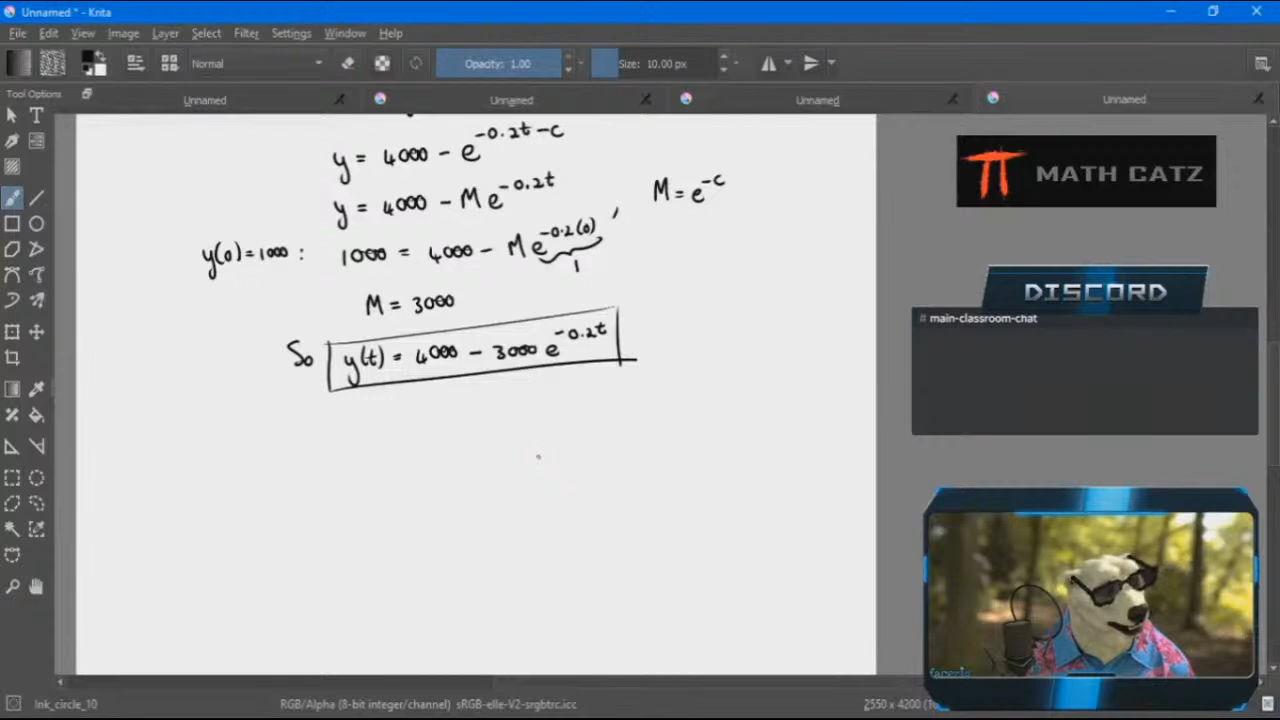 Unnamed * - Krita
File Edit View Image Layer Select Filter Settings Window Help
Normal Opacity: 1.00 Size: 10.00 px
Tool Options
Unnamed Unnamed Unnamed Unnamed
y = 4000 - e^{-0.2t-c}
y = 4000 - Me^{-0.2t} , M = e^{-c}
y(0)=1000 : 1000 = 4000 - Me^{-0.2(0)}
1
M = 3000
So y(t) = 4000 - 3000 e^{-0.2t}
MATH CATZ
DISCORD
main-classroom-chat
Ink_circle_10 RGB/Alpha (8-bit integer/channel) sRGB-elle-V2-srgbtrc.icc 2550 x 4200